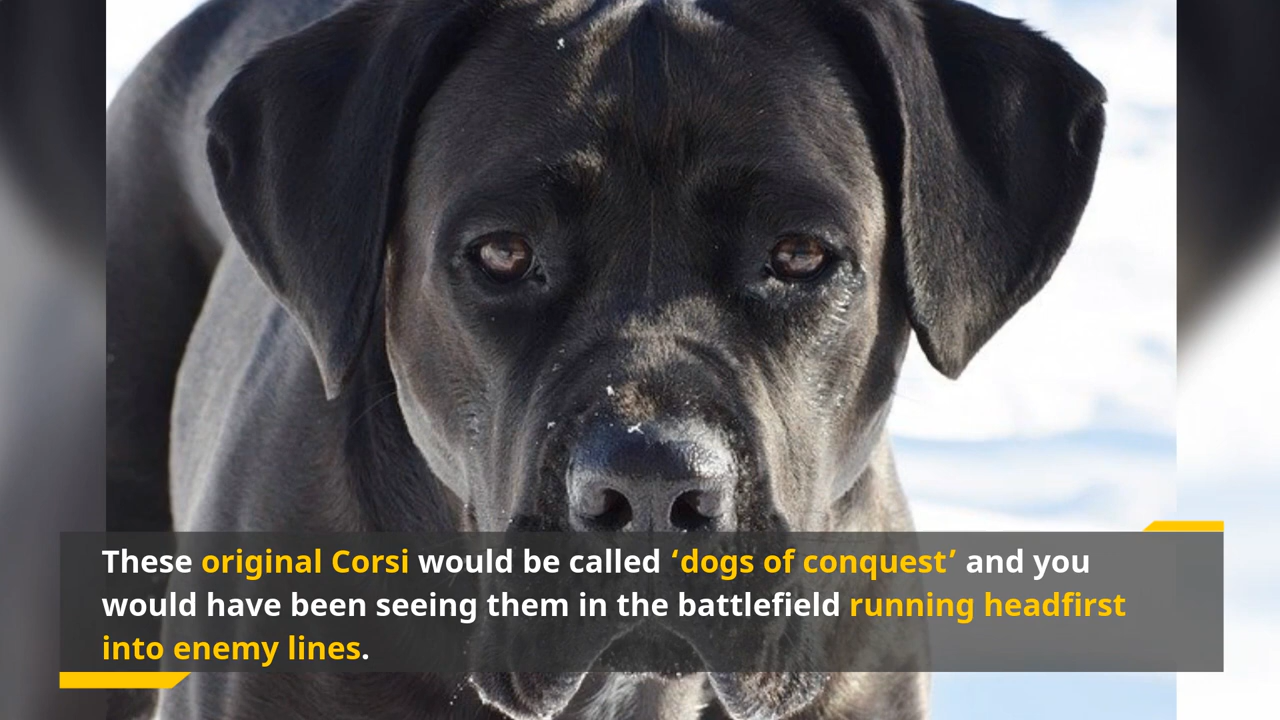 These original Corsi would be called ‘dogs of conquest’ and you
would have been seeing them in the battlefield running headfirst
into enemy lines.